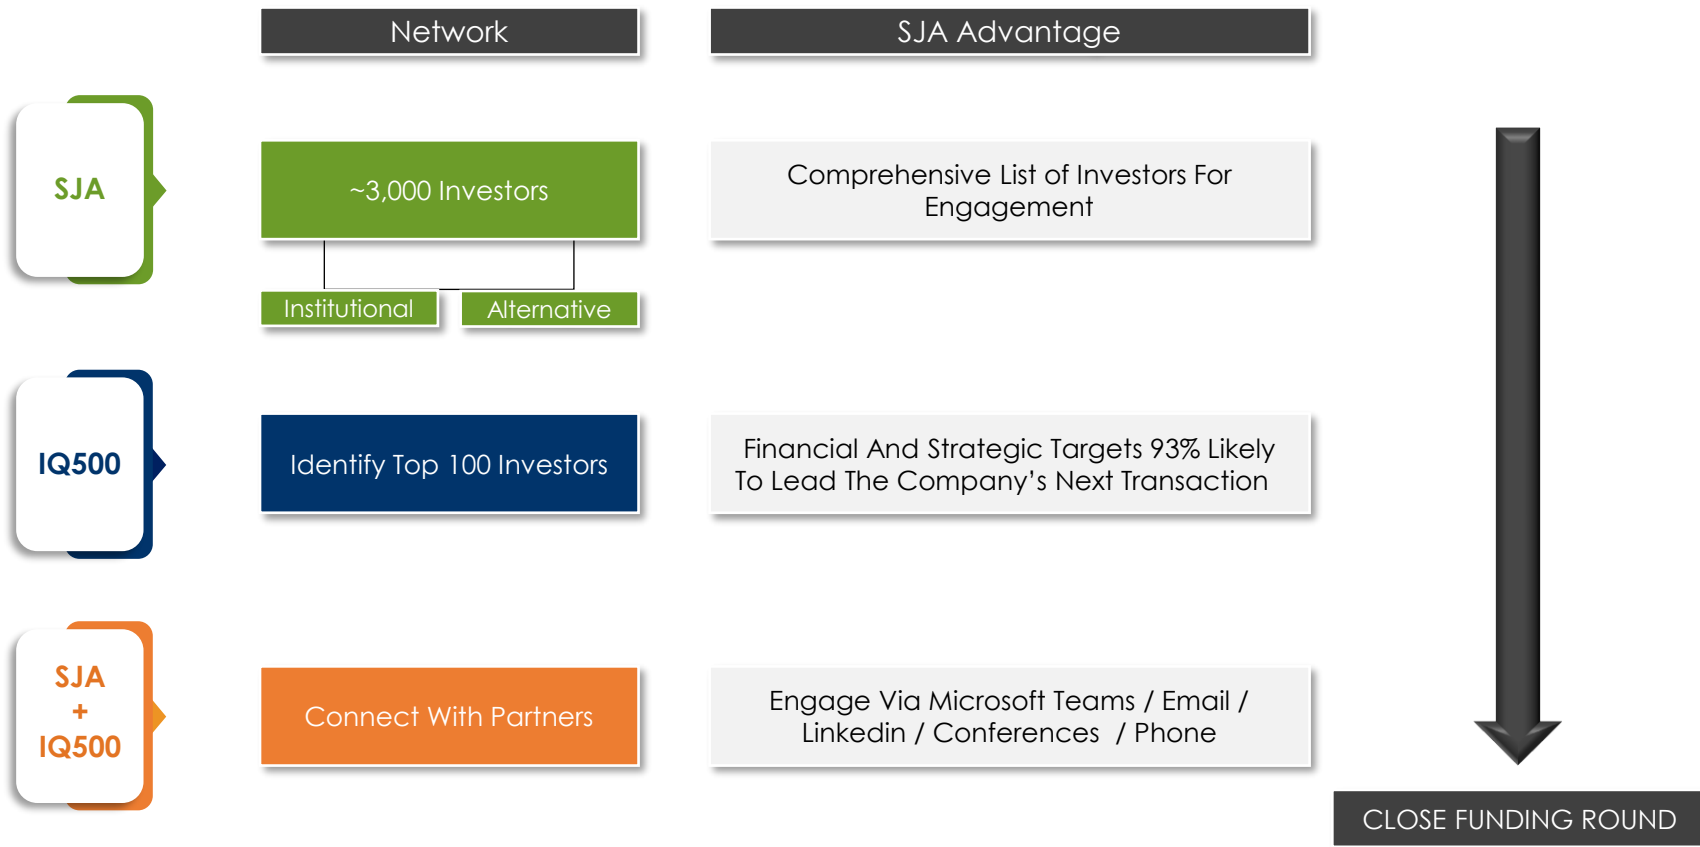 Network
SJA Advantage
SJA
~3,000 Investors
Comprehensive List of Investors For
Engagement
Institutional
Alternative
IQ500
Identify Top 100 Investors
Financial And Strategic Targets 93% Likely
To Lead The Company’s Next Transaction
SJA
+
IQ500
Connect With Partners
Engage Via Microsoft Teams / Email /
Linkedin / Conferences / Phone
CLOSE FUNDING ROUND